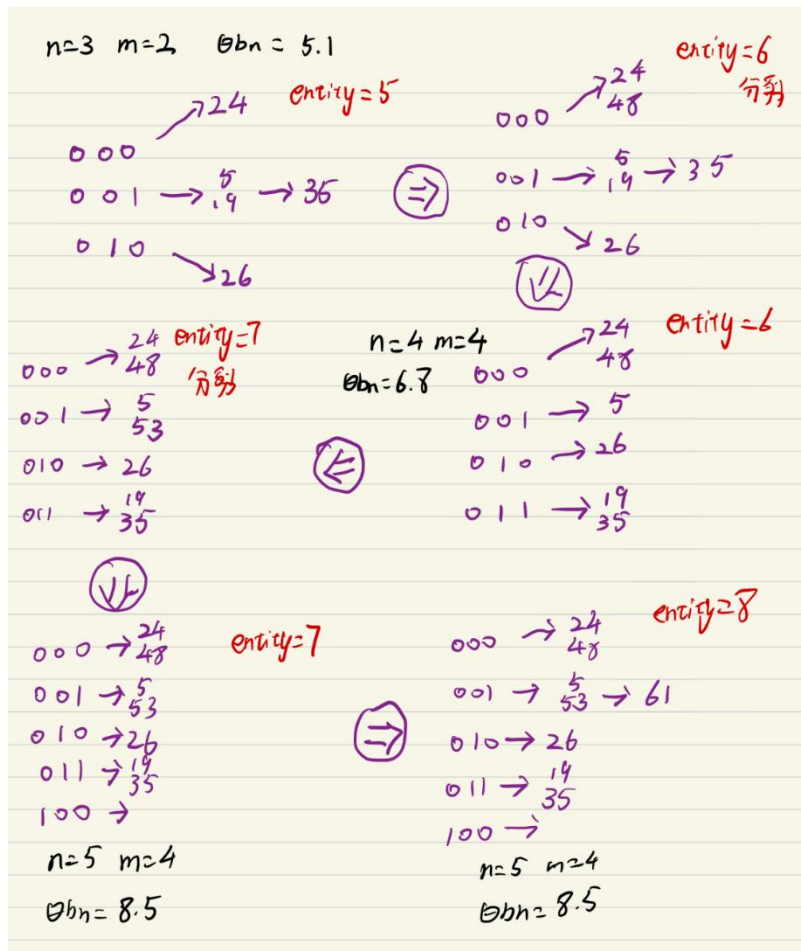 n=3 m=2 θbn = 5.1
entity=5
000 → 24
001 → 5 19 → 35
010 → 26
⇒
entity=6
分裂
000 → 24 48
001 → 5 19 → 35
010 → 26
⇓
n=4 m=4
θbn=6.8
entity=6
000 → 24 48
001 → 5
010 → 26
011 → 19 35
⇐
entity=7
分裂
000 → 24 48
001 → 5 53
010 → 26
011 → 19 35
⇓
entity=7
000 → 24 48
001 → 5 53
010 → 26
011 → 19 35
100 →
n=5 m=4
θbn= 8.5
⇒
entity=8
000 → 24 48
001 → 5 53 → 61
010 → 26
011 → 19 35
100 →
n=5 m=4
θbn= 8.5